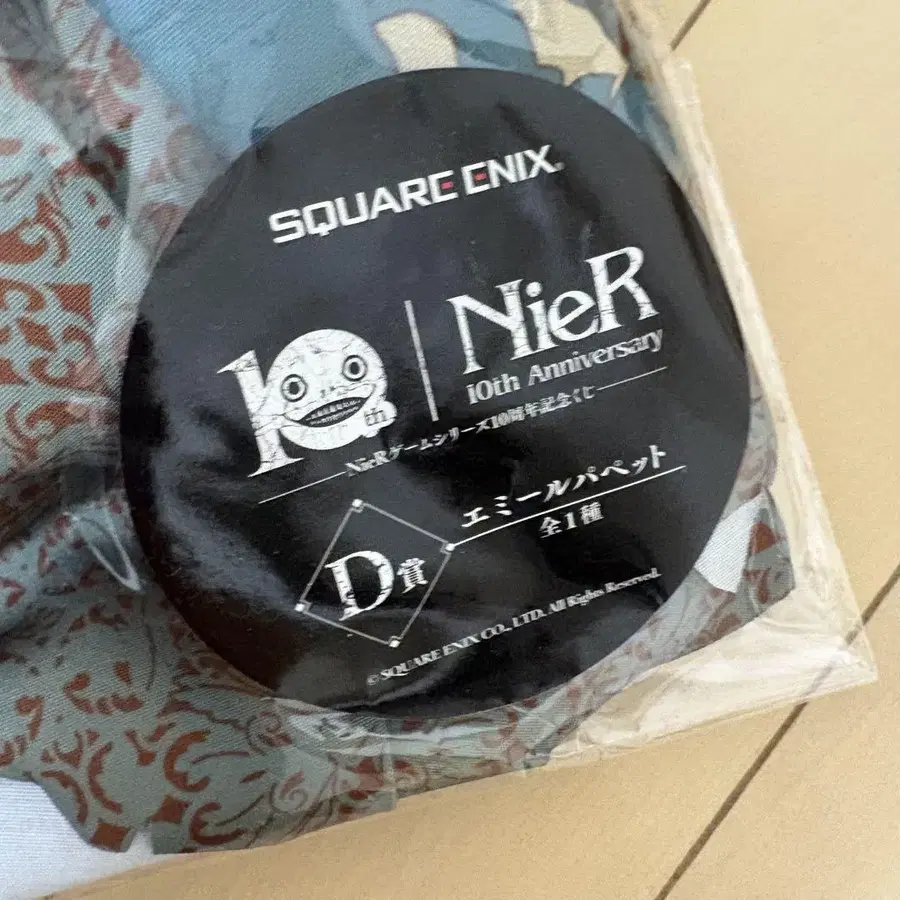 SQUARE ENIX®
10th
NieR
10th Anniversary
NieRゲームシリーズ10周年記念くじ
D賞
エミールパペット
全1種
© SQUARE ENIX CO., LTD. All Rights Reserved.